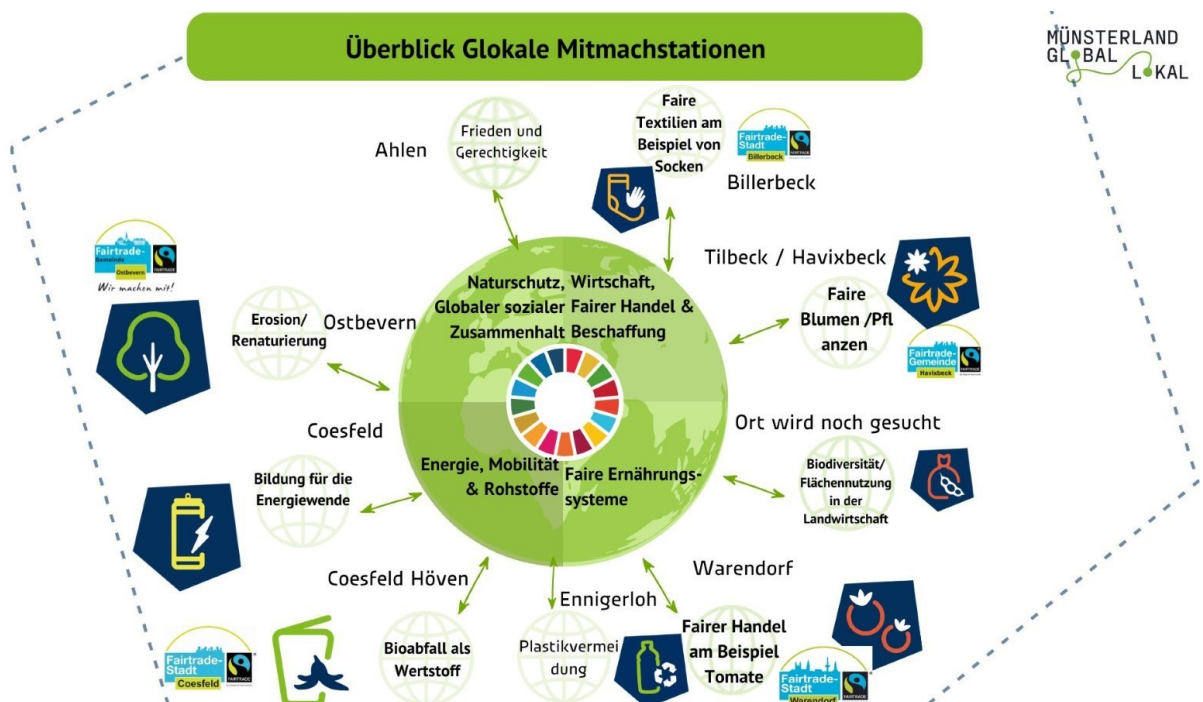 Überblick Glokale Mitmachstationen
MÜNSTERLAND
GLOBAL
LOKAL
Ahlen
Frieden und
Gerechtigkeit
Faire
Textilien am
Beispiel von
Socken
Fairtrade-
Stadt
Billerbeck
FAIRTRADE
Billerbeck
Tilbeck / Havixbeck
Faire
Blumen /Pfl
anzen
Fairtrade-
Gemeinde
Havixbeck
FAIRTRADE
Fairtrade-
Gemeinde
Ostbevern
FAIRTRADE
Wir machen mit!
Ostbevern
Erosion/
Renaturierung
Naturschutz,
Globaler sozialer
Zusammenhalt
Wirtschaft,
Fairer Handel &
Beschaffung
Energie, Mobilität
& Rohstoffe
Faire Ernährungs-
systeme
Ort wird noch gesucht
Biodiversität/
Flächennutzung
in der
Landwirtschaft
Coesfeld
Bildung für die
Energiewende
Coesfeld Höven
Bioabfall als
Wertstoff
Fairtrade-
Stadt
Coesfeld
FAIRTRADE
Ennigerloh
Plastikvermei
dung
Warendorf
Fairer Handel
am Beispiel
Tomate
Fairtrade-
Stadt
Warendorf
FAIRTRADE